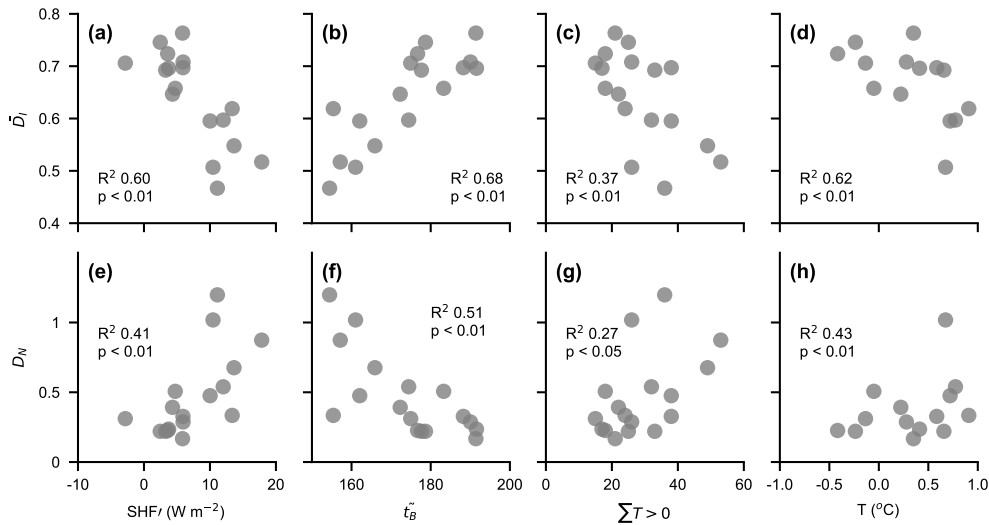 0.8
0.7
0.6
0.5
0.4
D̄_I
(a)
R² 0.60
p < 0.01
(b)
R² 0.68
p < 0.01
(c)
R² 0.37
p < 0.01
(d)
R² 0.62
p < 0.01
1
0.5
0
D_N
(e)
R² 0.41
p < 0.01
(f)
R² 0.51
p < 0.01
(g)
R² 0.27
p < 0.05
(h)
R² 0.43
p < 0.01
-10 0 10 20
160 180 200
0 20 40 60
-1.0 -0.5 0.0 0.5 1.0
SHF′ (W m⁻²)
t̃_B
∑T > 0
T (°C)